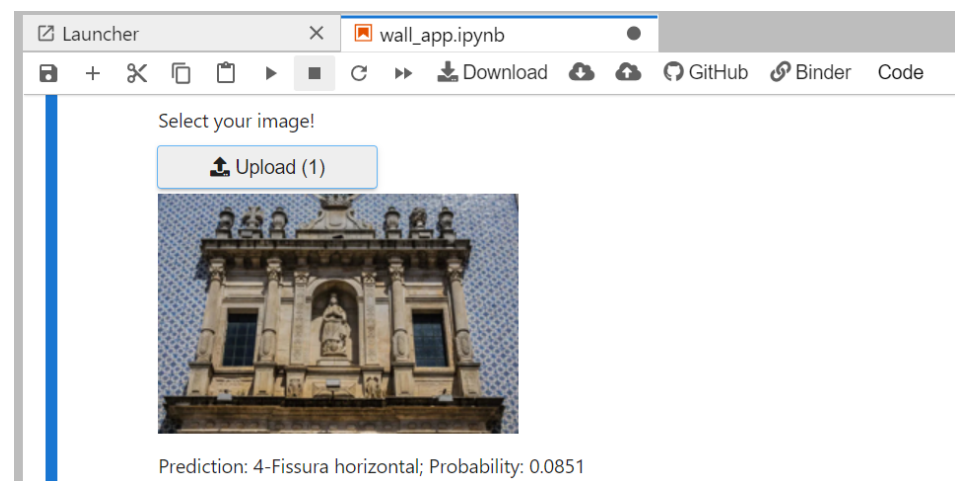 Launcher
wall_app.ipynb
Download GitHub Binder Code
Select your image!
Upload (1)
Prediction: 4-Fissura horizontal; Probability: 0.0851